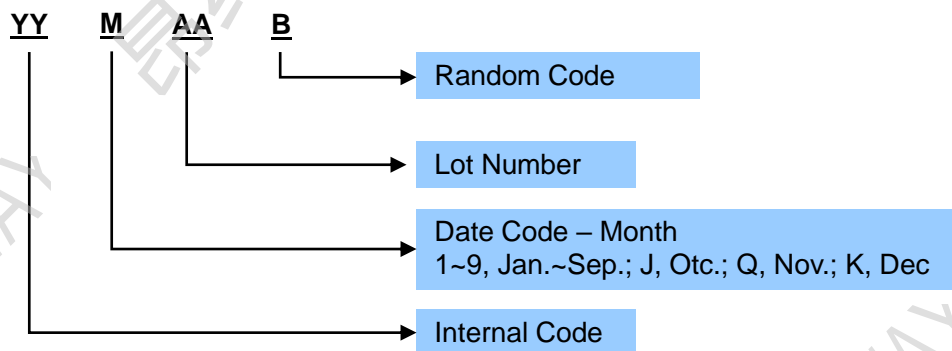 YY M AA B
Random Code
Lot Number
Date Code – Month
1~9, Jan.~Sep.; J, Otc.; Q, Nov.; K, Dec
Internal Code